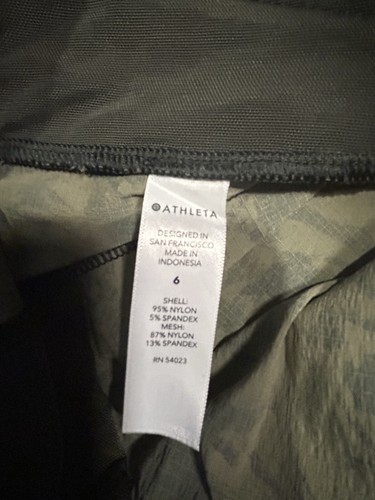 ATHLETA
DESIGNED IN
SAN FRANCISCO
MADE IN
INDONESIA
6
SHELL:
95% NYLON
5% SPANDEX
MESH:
87% NYLON
13% SPANDEX
RN 54023